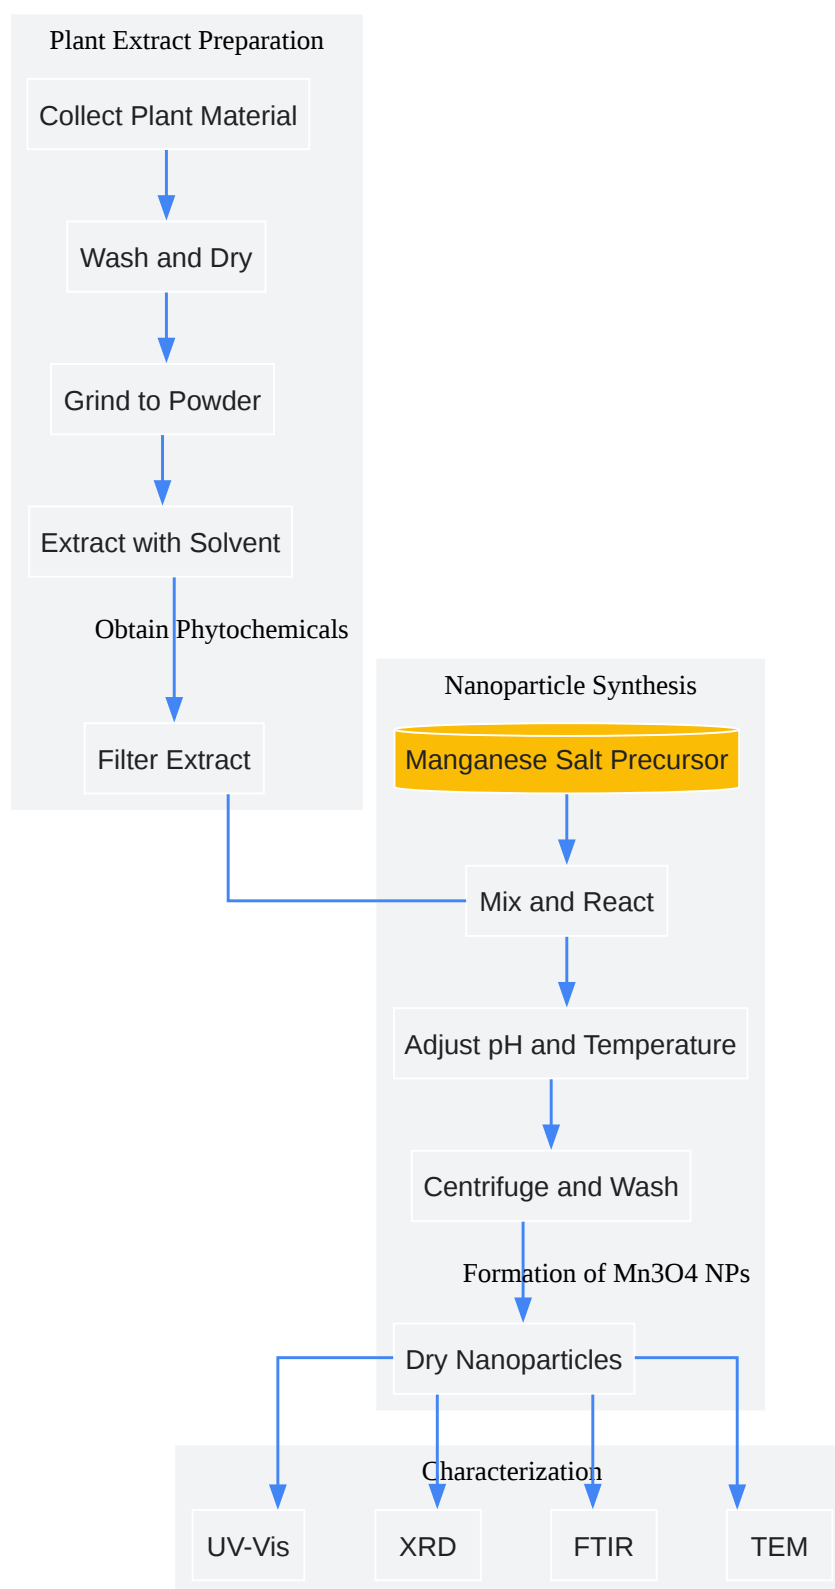 Plant Extract Preparation
Collect Plant Material
Wash and Dry
Grind to Powder
Extract with Solvent
Obtain Phytochemicals
Filter Extract
Nanoparticle Synthesis
Manganese Salt Precursor
Mix and React
Adjust pH and Temperature
Centrifuge and Wash
Formation of Mn3O4 NPs
Dry Nanoparticles
Characterization
UV-Vis
XRD
FTIR
TEM